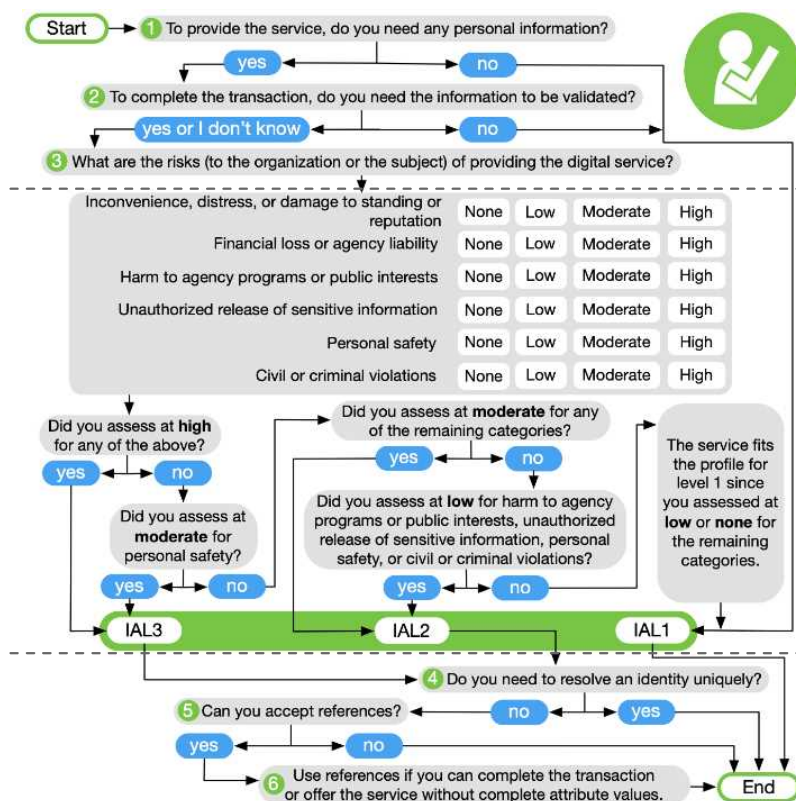 Start
1 To provide the service, do you need any personal information?
yes
no
2 To complete the transaction, do you need the information to be validated?
yes or I don't know
no
3 What are the risks (to the organization or the subject) of providing the digital service?
Inconvenience, distress, or damage to standing or
reputation
None Low Moderate High
Financial loss or agency liability
None Low Moderate High
Harm to agency programs or public interests
None Low Moderate High
Unauthorized release of sensitive information
None Low Moderate High
Personal safety
None Low Moderate High
Civil or criminal violations
None Low Moderate High
Did you assess at high
for any of the above?
yes
no
Did you assess at
moderate for
personal safety?
yes
no
Did you assess at moderate for any
of the remaining categories?
yes
no
Did you assess at low for harm to agency
programs or public interests, unauthorized
release of sensitive information, personal
safety, or civil or criminal violations?
yes
no
The service fits
the profile for
level 1 since
you assessed at
low or none for
the remaining
categories.
IAL3
IAL2
IAL1
4 Do you need to resolve an identity uniquely?
no
yes
5 Can you accept references?
yes
no
6 Use references if you can complete the transaction
or offer the service without complete attribute values.
End